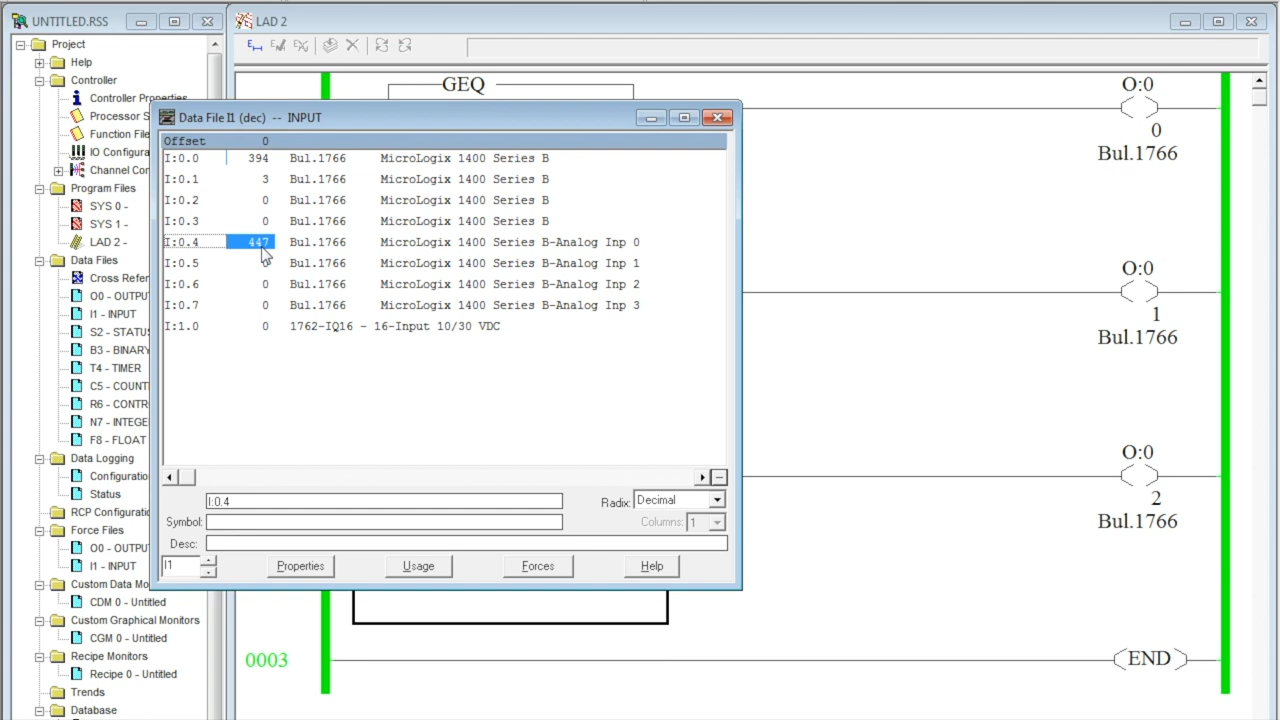 UNTITLED.RSS
Project
Help
Controller
Controller Properties
Processor S
Function File
IO Configura
Channel Con
Program Files
SYS 0 -
SYS 1 -
LAD 2 -
Data Files
Cross Refer
O0 - OUTPU
I1 - INPUT
S2 - STATUS
B3 - BINARY
T4 - TIMER
C5 - COUNT
R6 - CONTR
N7 - INTEGE
F8 - FLOAT
Data Logging
Configuratio
Status
RCP Configuratio
Force Files
O0 - OUTPU
I1 - INPUT
Custom Data Mo
CDM 0 - Untitled
Custom Graphical Monitors
CGM 0 - Untitled
Recipe Monitors
Recipe 0 - Untitled
Trends
Database
LAD 2
GEQ
O:0
0
Bul.1766
O:0
1
Bul.1766
O:0
2
Bul.1766
0003
END
Data File I1 (dec) -- INPUT
Offset 0
I:0.0 394 Bul.1766 MicroLogix 1400 Series B
I:0.1 3 Bul.1766 MicroLogix 1400 Series B
I:0.2 0 Bul.1766 MicroLogix 1400 Series B
I:0.3 0 Bul.1766 MicroLogix 1400 Series B
I:0.4 447 Bul.1766 MicroLogix 1400 Series B-Analog Inp 0
I:0.5 0 Bul.1766 MicroLogix 1400 Series B-Analog Inp 1
I:0.6 0 Bul.1766 MicroLogix 1400 Series B-Analog Inp 2
I:0.7 0 Bul.1766 MicroLogix 1400 Series B-Analog Inp 3
I:1.0 0 1762-IQ16 - 16-Input 10/30 VDC
I:0.4
Radix: Decimal
Symbol:
Columns: 1
Desc:
I1
Properties
Usage
Forces
Help